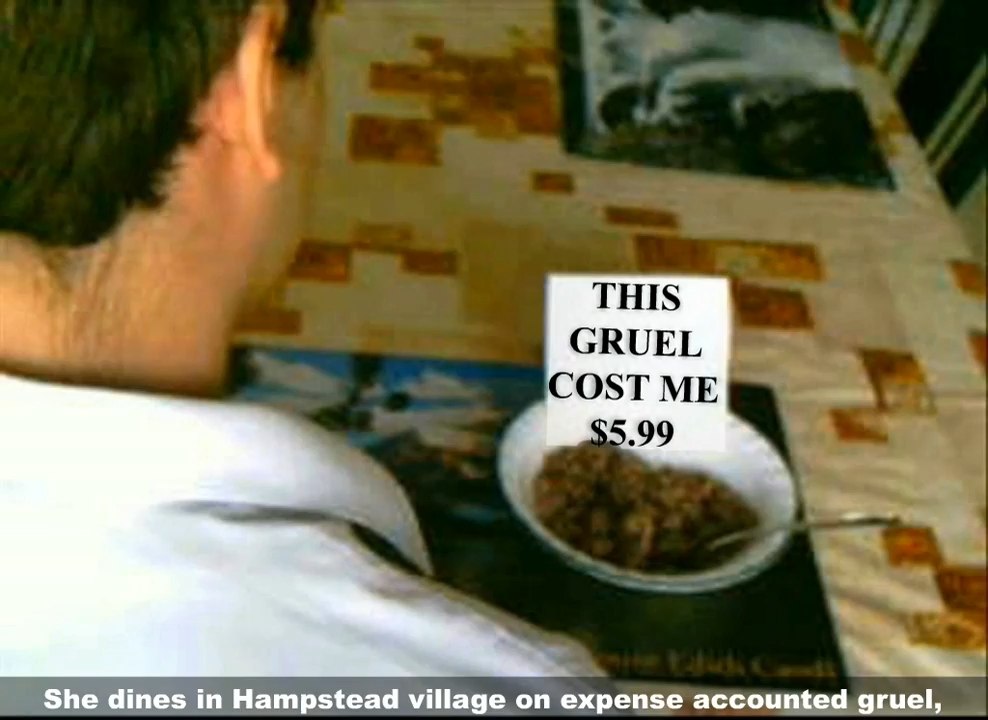 THIS
GRUEL
COST ME
$5.99
She dines in Hampstead village on expense accounted gruel,